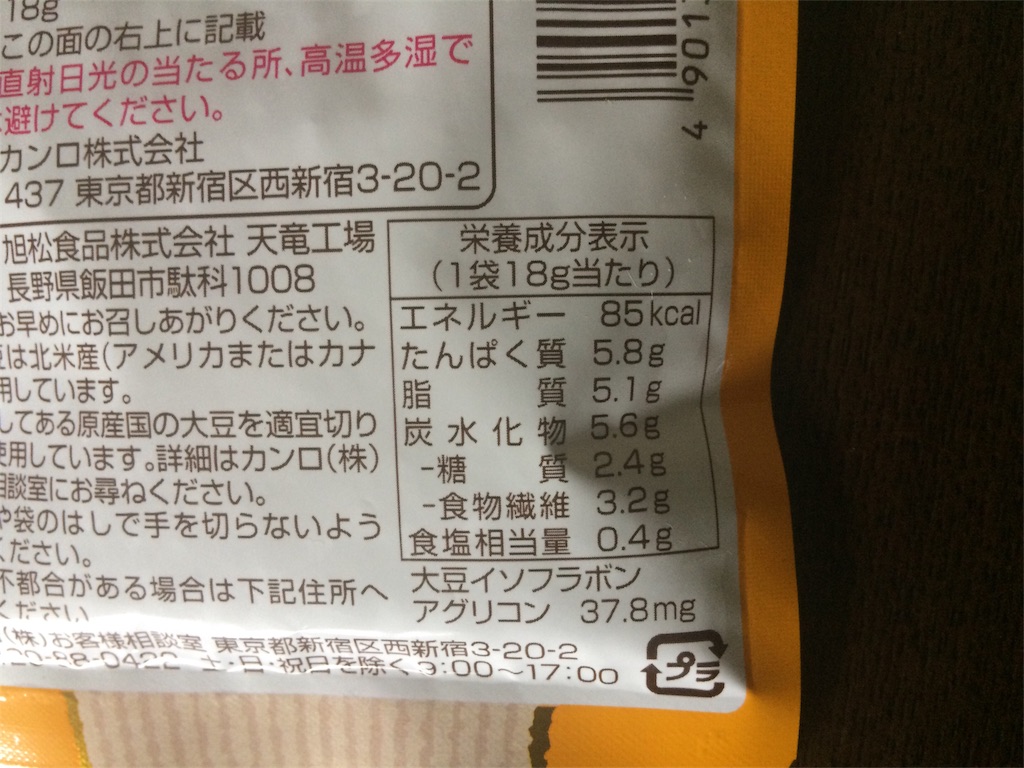 18g
この面の右上に記載
直射日光の当たる所、高温多湿で
避けてください。
カンロ株式会社
437 東京都新宿区西新宿3-20-2
旭松食品株式会社 天竜工場
長野県飯田市駄科1008
お早めにお召しあがりください。
は北米産(アメリカまたはカナ
用しています。
してある原産国の大豆を適宜切り
使用しています。詳細はカンロ(株)
相談室にお尋ねください。
や袋のはしで手を切らないよう
ください。
不都合がある場合は下記住所へ
ください
(株)お客様相談室 東京都新宿区西新宿3-20-2
20-88-0422 土・日・祝日を除く 9:00〜17:00
4901
栄養成分表示
(1袋18g当たり)
エネルギー 85kcal
たんぱく質 5.8g
脂質 5.1g
炭水化物 5.6g
-糖質 2.4g
-食物繊維 3.2g
食塩相当量 0.4g
大豆イソフラボン
アグリコン 37.8mg
プラ